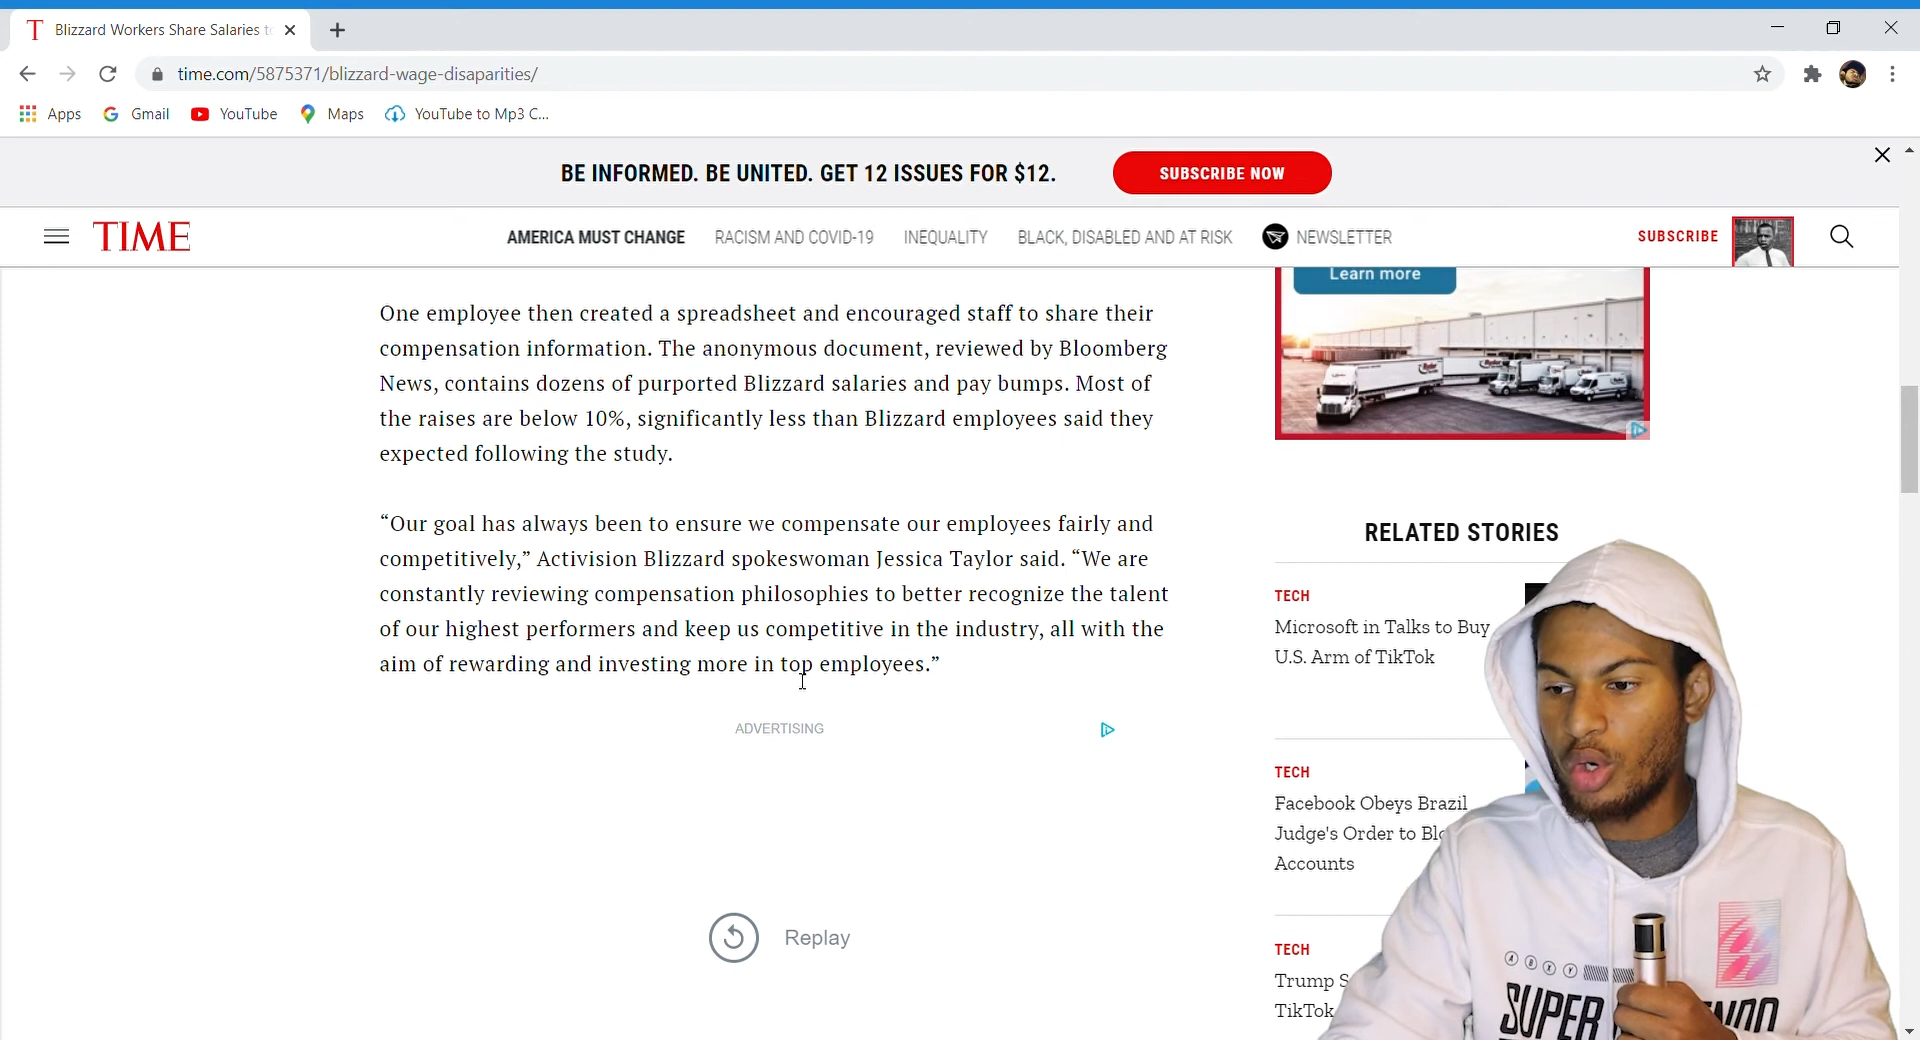 Blizzard Workers Share Salaries to
time.com/5875371/blizzard-wage-disaparities/
Apps Gmail YouTube Maps YouTube to Mp3 C...
BE INFORMED. BE UNITED. GET 12 ISSUES FOR $12. SUBSCRIBE NOW
TIME AMERICA MUST CHANGE RACISM AND COVID-19 INEQUALITY BLACK, DISABLED AND AT RISK NEWSLETTER SUBSCRIBE
Learn more
One employee then created a spreadsheet and encouraged staff to share their
compensation information. The anonymous document, reviewed by Bloomberg
News, contains dozens of purported Blizzard salaries and pay bumps. Most of
the raises are below 10%, significantly less than Blizzard employees said they
expected following the study.
“Our goal has always been to ensure we compensate our employees fairly and
competitively,” Activision Blizzard spokeswoman Jessica Taylor said. “We are
constantly reviewing compensation philosophies to better recognize the talent
of our highest performers and keep us competitive in the industry, all with the
aim of rewarding and investing more in top employees.”
ADVERTISING
Replay
RELATED STORIES
TECH
Microsoft in Talks to Buy
U.S. Arm of TikTok
TECH
Facebook Obeys Brazil
Judge's Order to Blo
Accounts
TECH
Trump S
TikTok
A B X Y
SUPER